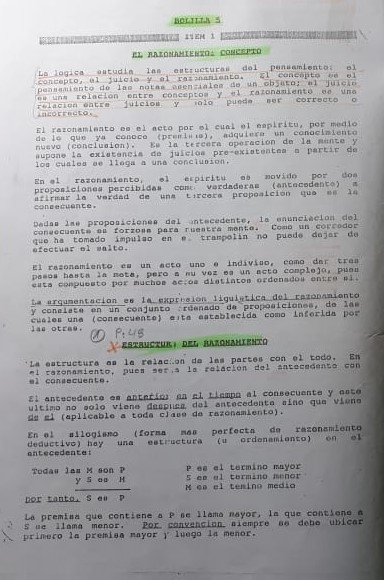 BOLILLA 5
ITEM 1
EL RAZONAMIENTO: CONCEPTO
La logica estudia las estructuras del pensamiento: el
concepto, el juicio y el razonamiento. El concepto es el
pensamiento de las notas esenciales de un objeto; el juicio
es una relacion entre conceptos y el razonamiento es una
relacion entre juicios y solo puede ser correcto o
incorrecto.
El razonamiento es el acto por el cual el espiritu, por medio
de lo que ya conoce (premisas), adquiere un conocimiento
nuevo (conclusion). Es la tercera operacion de la mente y
supone la existencia de juicios pre-existentes a partir de
los cuales se llega a una conclusion.
En el razonamiento, el espiritu es movido por dos
proposiciones percibidas como verdaderas (antecedente) a
afirmar la verdad de una tercera proposicion que es la
consecuente.
Dadas las proposiciones del antecedente, la enunciacion del
consecuente es forzosa para nuestra mente. Como un corredor
que ha tomado impulso en el trampolin no puede dejar de
efectuar el salto.
El razonamiento es un acto uno e indiviso, como dar tres
pasos hasta la meta, pero a su vez es un acto complejo, pues
esta compuesto por muchos actos distintos ordenados entre si.
La argumentacion es la expresion liguistica del razonamiento
y consiste en un conjunto ordenado de proposiciones, de las
cuales una (consecuente) esta establecida como inferida por
las otras.
P: 48
ESTRUCTURA DEL RAZONAMIENTO
La estructura es la relacion de las partes con el todo. En
el razonamiento, pues sera la relacion del antecedente con
el consecuente.
El antecedente es anterior en el tiempo al consecuente y este
ultimo no solo viene despues del antecedente sino que viene
de el (aplicable a toda clase de razonamiento).
En el silogismo (forma mas perfecta de razonamiento
deductivo) hay una estructura (u ordenamiento) en el
antecedente:
Todas las M son P P es el termino mayor
y S es M S es el termino menor
M es el temino medio
por tanto, S es P
La premisa que contiene a P se llama mayor, la que contiene a
S se llama menor. Por convencion siempre se debe ubicar
primero la premisa mayor y luego la menor.